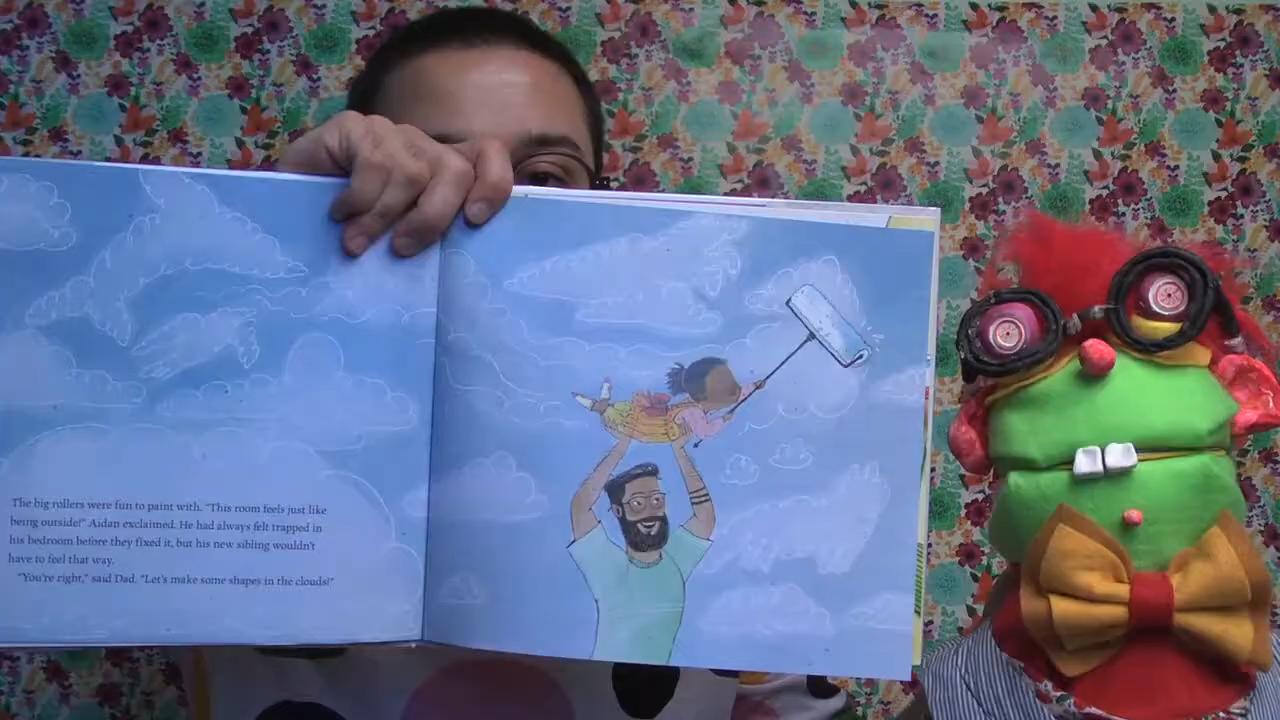 The big rollers were fun to paint with. "This room feels just like
being outside!" Aidan exclaimed. He had always felt trapped in
his bedroom before they fixed it, but his new sibling wouldn't
have to feel that way.
"You're right," said Dad. "Let's make some shapes in the clouds!"